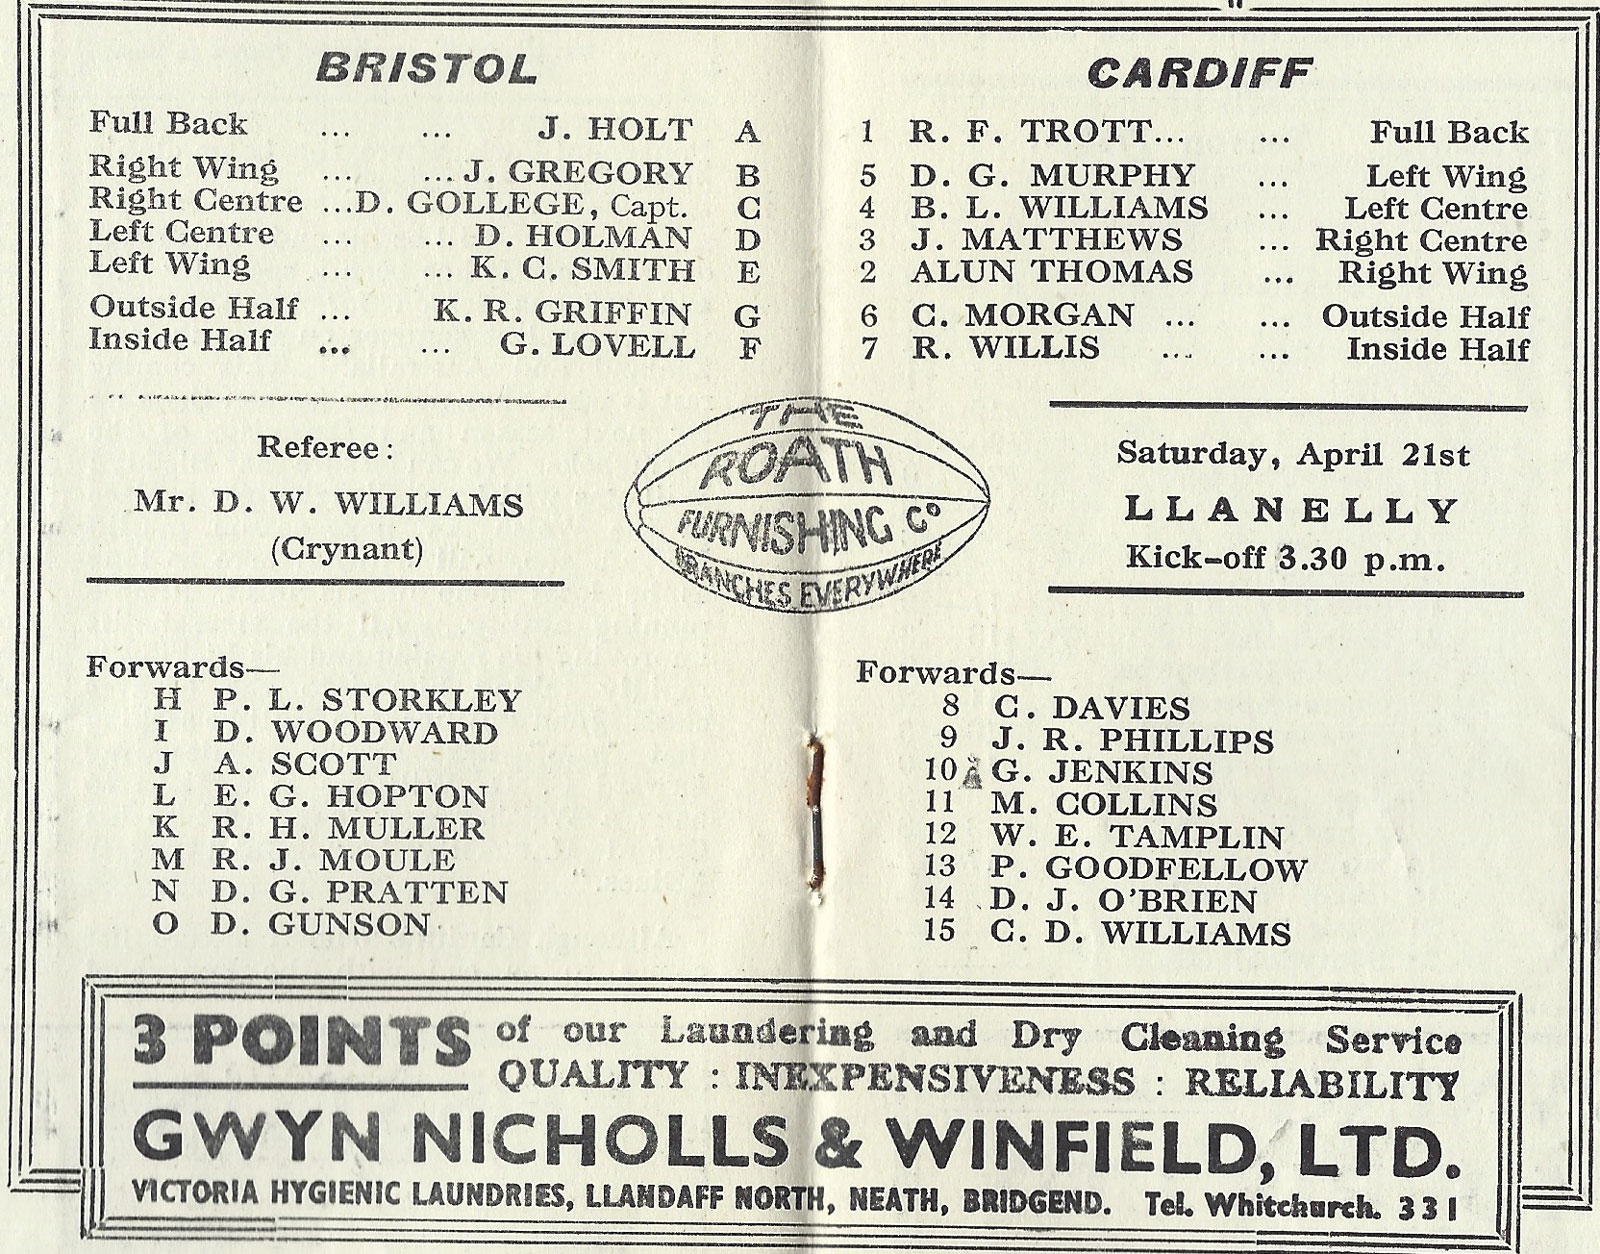 BRISTOL
Full Back ... ... J. HOLT A
Right Wing ... ... J. GREGORY B
Right Centre ...D. GOLLEGE, Capt. C
Left Centre ... ... D. HOLMAN D
Left Wing ... ... K. C. SMITH E
Outside Half ... K. R. GRIFFIN G
Inside Half ... ... G. LOVELL F
Referee:
Mr. D. W. WILLIAMS
(Crynant)
Forwards—
H P. L. STORKLEY
I D. WOODWARD
J A. SCOTT
L E. G. HOPTON
K R. H. MULLER
M R. J. MOULE
N D. G. PRATTEN
O D. GUNSON
THE
ROATH
FURNISHING Co
BRANCHES EVERYWHERE
CARDIFF
1 R. F. TROTT... ... Full Back
5 D. G. MURPHY ... Left Wing
4 B. L. WILLIAMS ... Left Centre
3 J. MATTHEWS ... Right Centre
2 ALUN THOMAS ... Right Wing
6 C. MORGAN ... ... Outside Half
7 R. WILLIS ... ... Inside Half
Saturday, April 21st
LLANELLY
Kick-off 3.30 p.m.
Forwards—
8 C. DAVIES
9 J. R. PHILLIPS
10 G. JENKINS
11 M. COLLINS
12 W. E. TAMPLIN
13 P. GOODFELLOW
14 D. J. O'BRIEN
15 C. D. WILLIAMS
3 POINTS of our Laundering and Dry Cleaning Service
QUALITY : INEXPENSIVENESS : RELIABILITY
GWYN NICHOLLS & WINFIELD, LTD.
VICTORIA HYGIENIC LAUNDRIES, LLANDAFF NORTH, NEATH, BRIDGEND. Tel. Whitchurch. 331